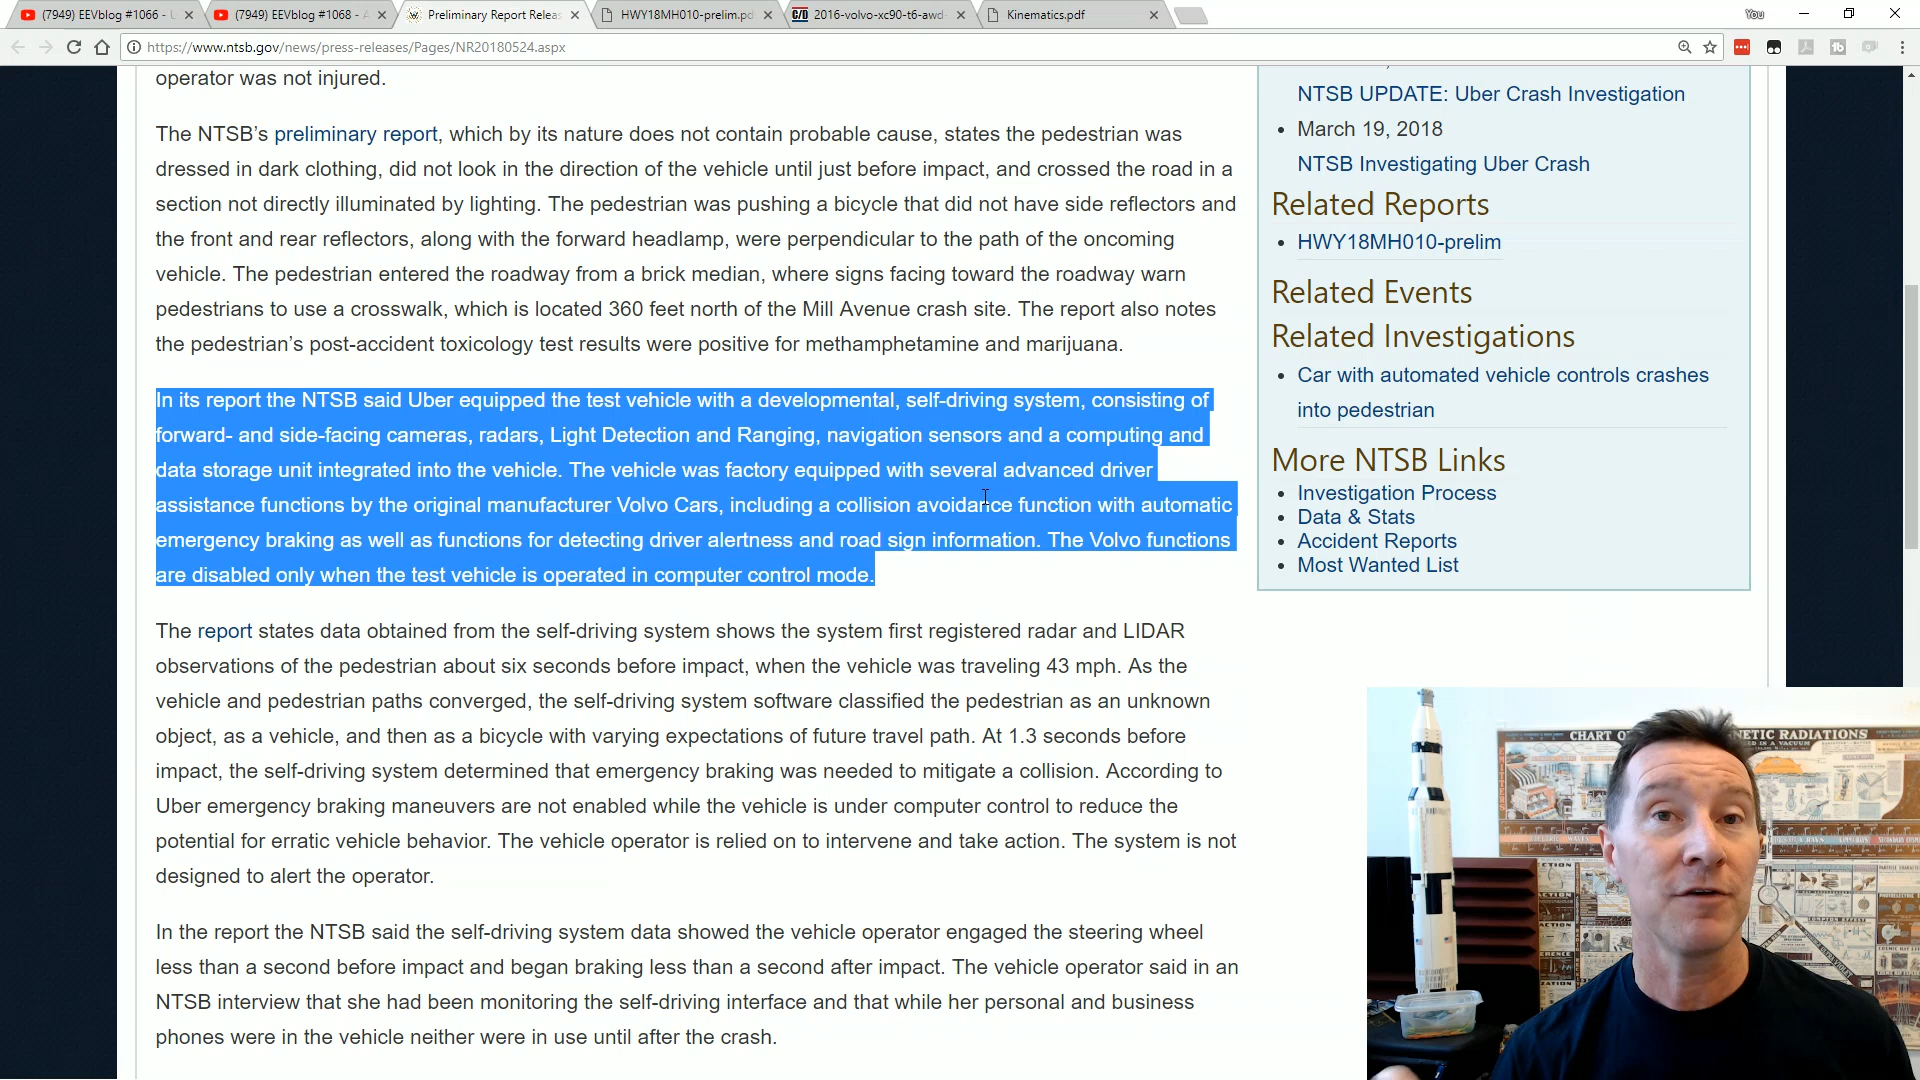 (7949) EEVblog #1066 -
(7949) EEVblog #1068 -
Preliminary Report Relea
HWY18MH010-prelim.pd
C/D 2016-volvo-xc90-t6-awd-
Kinematics.pdf
You
https://www.ntsb.gov/news/press-releases/Pages/NR20180524.aspx
operator was not injured.
The NTSB's preliminary report, which by its nature does not contain probable cause, states the pedestrian was
dressed in dark clothing, did not look in the direction of the vehicle until just before impact, and crossed the road in a
section not directly illuminated by lighting. The pedestrian was pushing a bicycle that did not have side reflectors and
the front and rear reflectors, along with the forward headlamp, were perpendicular to the path of the oncoming
vehicle. The pedestrian entered the roadway from a brick median, where signs facing toward the roadway warn
pedestrians to use a crosswalk, which is located 360 feet north of the Mill Avenue crash site. The report also notes
the pedestrian's post-accident toxicology test results were positive for methamphetamine and marijuana.
In its report the NTSB said Uber equipped the test vehicle with a developmental, self-driving system, consisting of
forward- and side-facing cameras, radars, Light Detection and Ranging, navigation sensors and a computing and
data storage unit integrated into the vehicle. The vehicle was factory equipped with several advanced driver
assistance functions by the original manufacturer Volvo Cars, including a collision avoidance function with automatic
emergency braking as well as functions for detecting driver alertness and road sign information. The Volvo functions
are disabled only when the test vehicle is operated in computer control mode.
The report states data obtained from the self-driving system shows the system first registered radar and LIDAR
observations of the pedestrian about six seconds before impact, when the vehicle was traveling 43 mph. As the
vehicle and pedestrian paths converged, the self-driving system software classified the pedestrian as an unknown
object, as a vehicle, and then as a bicycle with varying expectations of future travel path. At 1.3 seconds before
impact, the self-driving system determined that emergency braking was needed to mitigate a collision. According to
Uber emergency braking maneuvers are not enabled while the vehicle is under computer control to reduce the
potential for erratic vehicle behavior. The vehicle operator is relied on to intervene and take action. The system is not
designed to alert the operator.
In the report the NTSB said the self-driving system data showed the vehicle operator engaged the steering wheel
less than a second before impact and began braking less than a second after impact. The vehicle operator said in an
NTSB interview that she had been monitoring the self-driving interface and that while her personal and business
phones were in the vehicle neither were in use until after the crash.
NTSB UPDATE: Uber Crash Investigation
March 19, 2018
NTSB Investigating Uber Crash
Related Reports
HWY18MH010-prelim
Related Events
Related Investigations
Car with automated vehicle controls crashes
into pedestrian
More NTSB Links
Investigation Process
Data & Stats
Accident Reports
Most Wanted List
CHART O
NETIC RADIATIONS